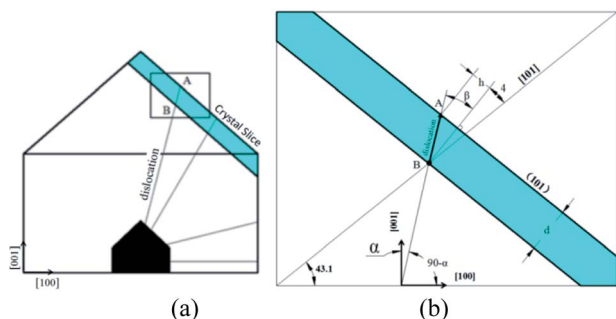 A
B
Crystal Slice
dislocation
[001]
[100]
(a)
h
4
[101]
A
β
dislocation
B
(101)
d
[001]
α
90-α
43.1
[100]
(b)